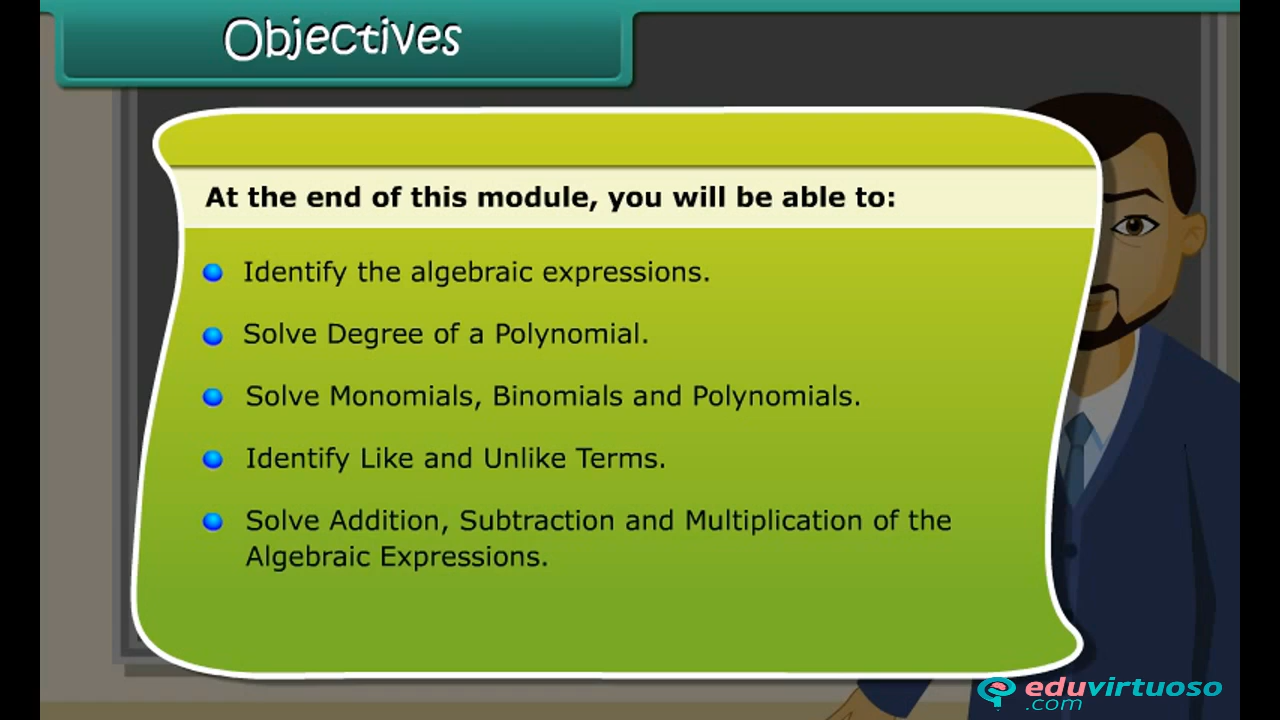 Objectives
At the end of this module, you will be able to:
Identify the algebraic expressions.
Solve Degree of a Polynomial.
Solve Monomials, Binomials and Polynomials.
Identify Like and Unlike Terms.
Solve Addition, Subtraction and Multiplication of the
Algebraic Expressions.
eduvirtuoso
.com